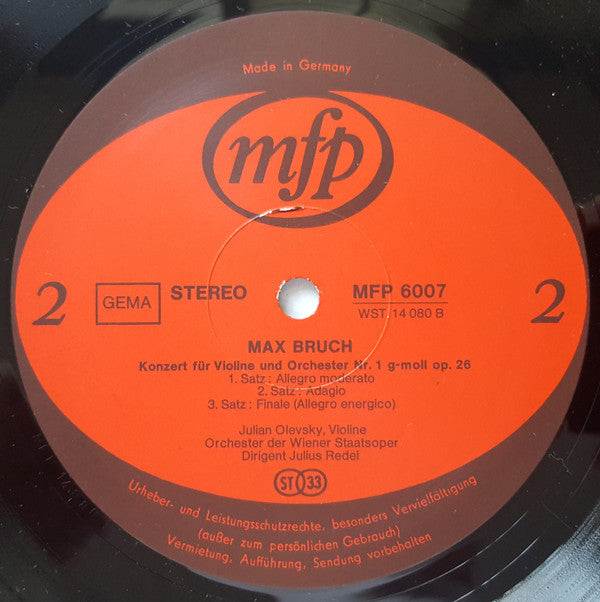 Made in Germany
mfp
2
GEMA
STEREO
MFP 6007
WST. 14 080 B
2
MAX BRUCH
Konzert für Violine und Orchester Nr. 1 g-moll op. 26
1. Satz: Allegro moderato
2. Satz: Adagio
3. Satz: Finale (Allegro energico)
Julian Olevsky, Violine
Orchester der Wiener Staatsoper
Dirigent Julius Redel
ST 33
Urheber- und Leistungsschutzrechte, besonders Vervielfältigung
(außer zum persönlichen Gebrauch)
Vermietung, Aufführung, Sendung vorbehalten